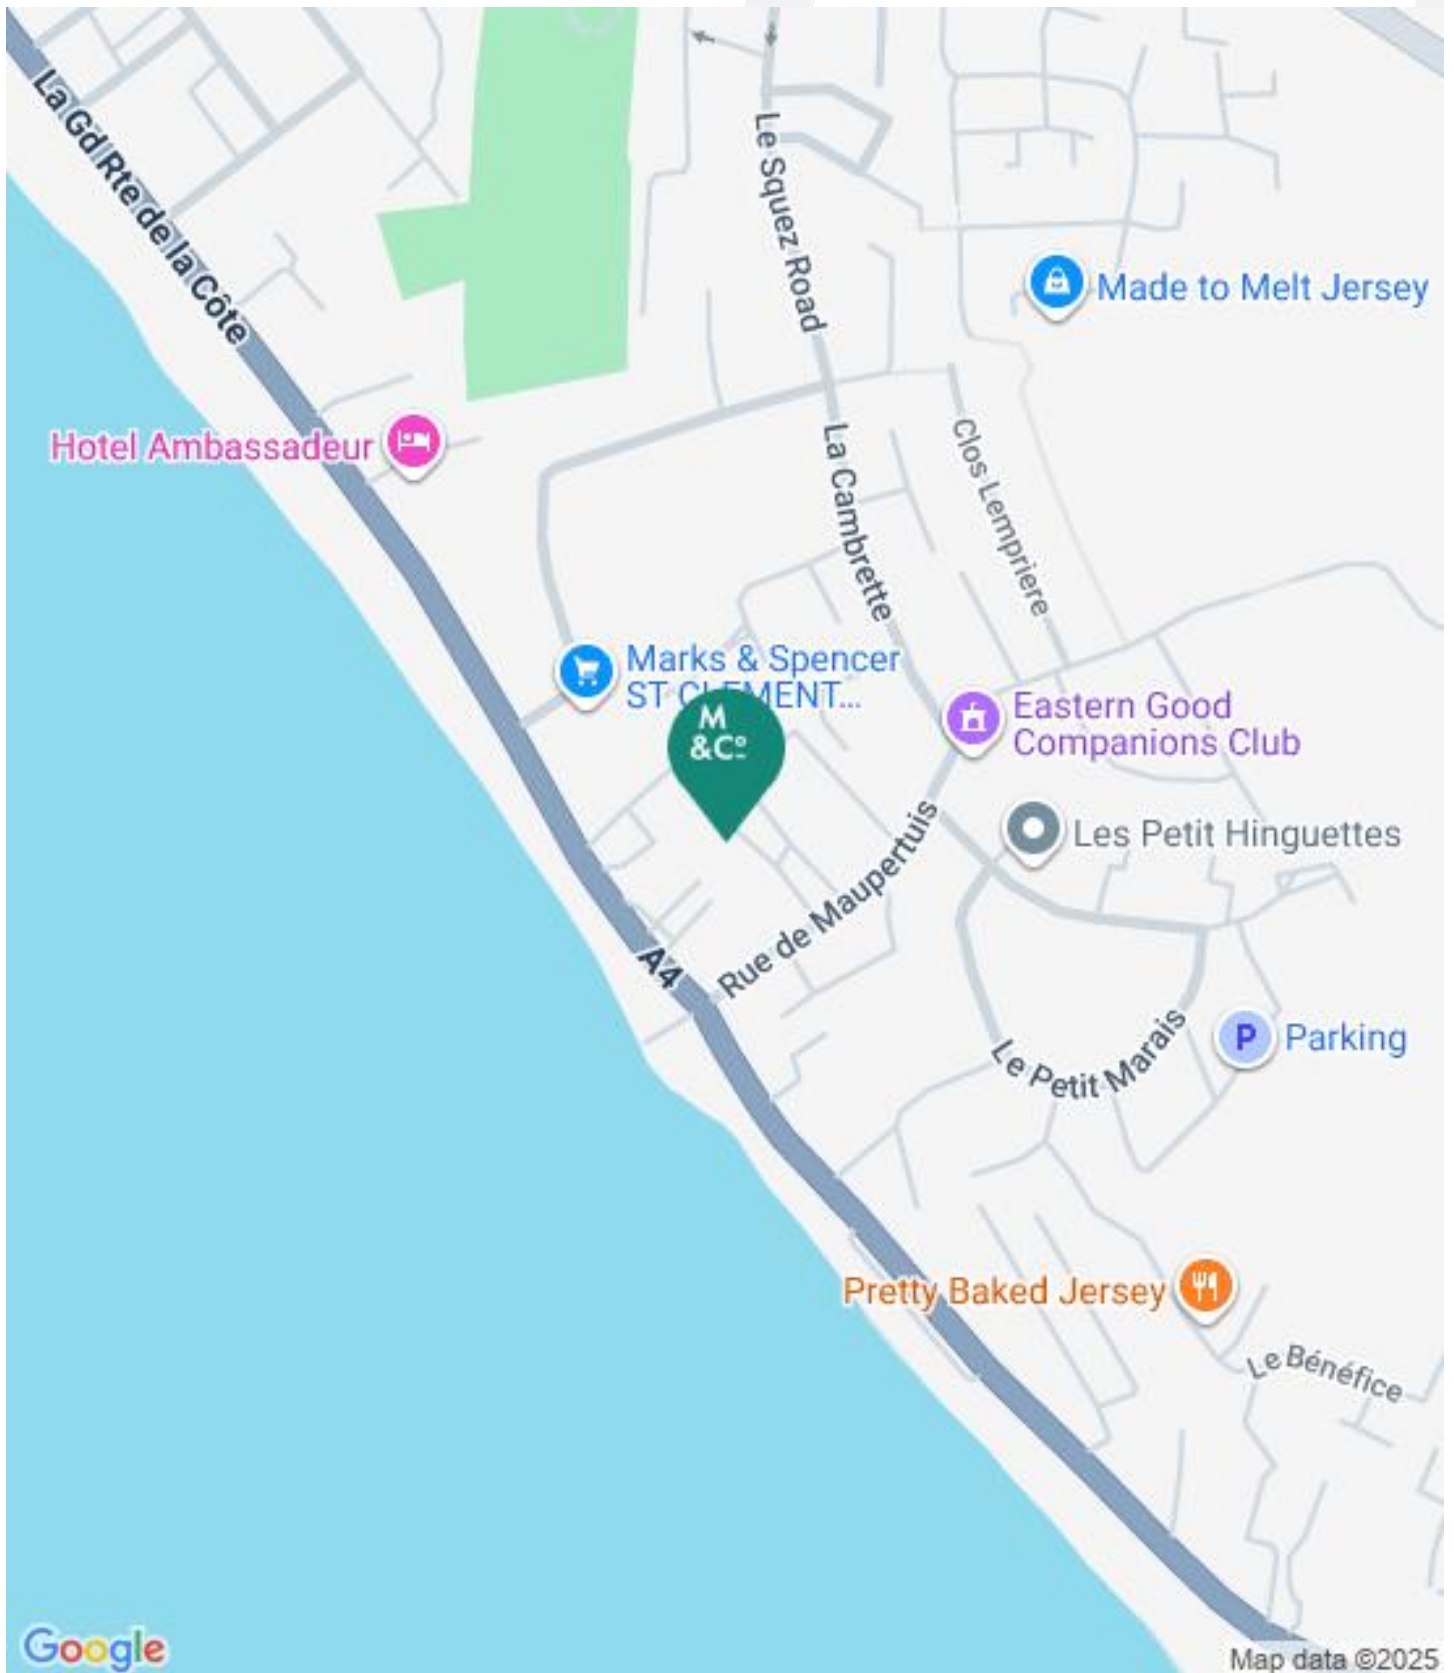 La Gd Rte de la Côte
Le Squez Road
Made to Melt Jersey
Hotel Ambassadeur
La Cambrette
Clos Lempriere
Marks & Spencer
ST CLEMENT...
M
&Cº
Eastern Good
Companions Club
Les Petit Hinguettes
Rue de Maupertuis
A4
Le Petit Marais
P
Parking
Pretty Baked Jersey
Le Bénéfice
Google
Map data ©2025